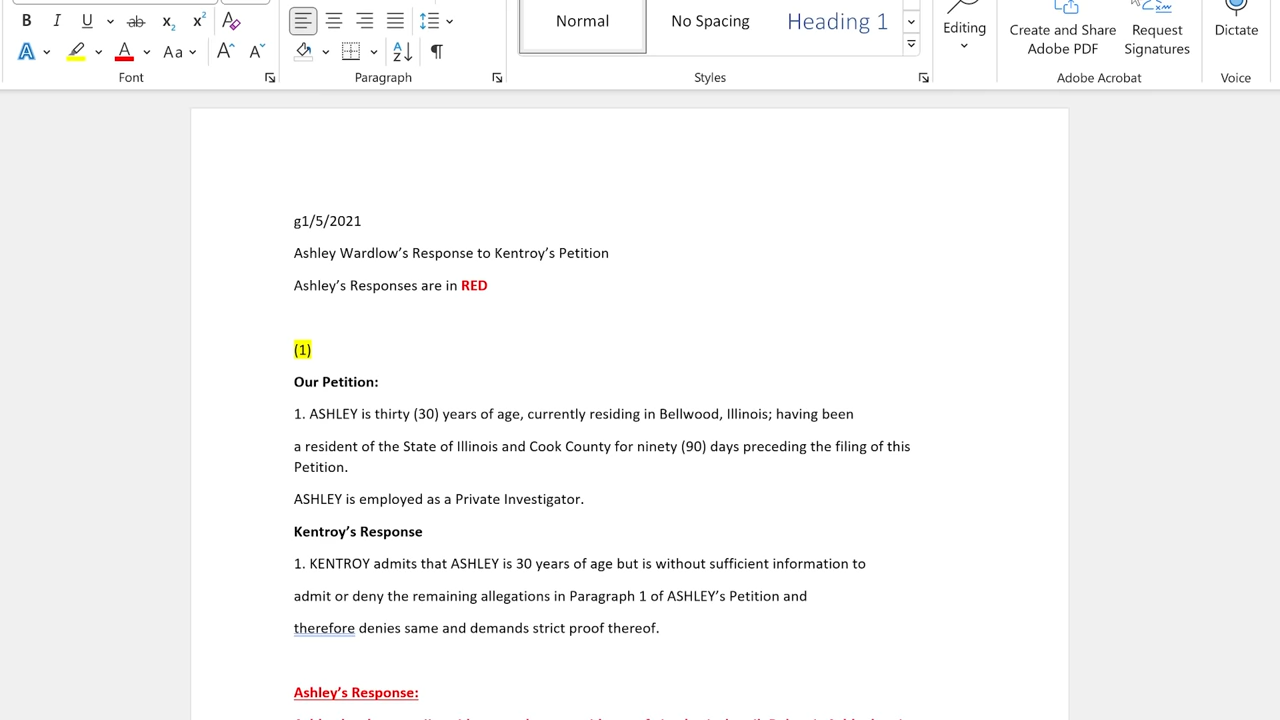 B I U ab x2 x2 A
Normal No Spacing Heading 1
Editing
Create and Share Adobe PDF
Request Signatures
Dictate
A A Aa A A
Font Paragraph Styles Adobe Acrobat Voice
g1/5/2021
Ashley Wardlow’s Response to Kentroy’s Petition
Ashley’s Responses are in RED
(1)
Our Petition:
1. ASHLEY is thirty (30) years of age, currently residing in Bellwood, Illinois; having been
a resident of the State of Illinois and Cook County for ninety (90) days preceding the filing of this
Petition.
ASHLEY is employed as a Private Investigator.
Kentroy’s Response
1. KENTROY admits that ASHLEY is 30 years of age but is without sufficient information to
admit or deny the remaining allegations in Paragraph 1 of ASHLEY’s Petition and
therefore denies same and demands strict proof thereof.
Ashley’s Response: